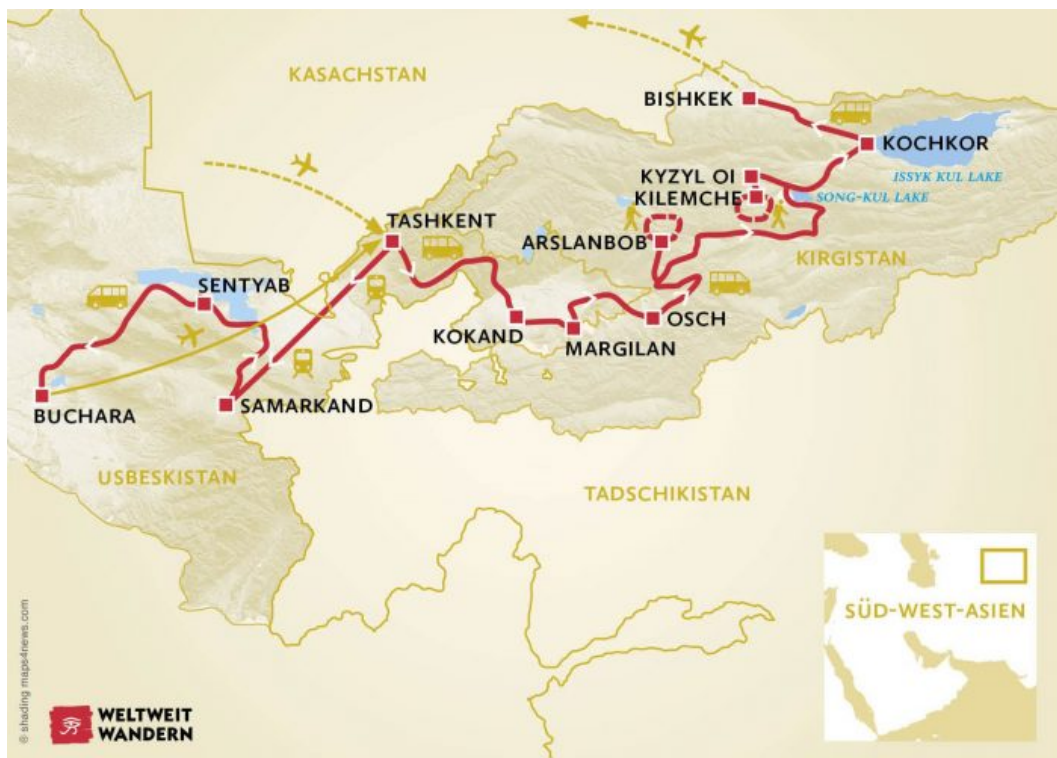 KASACHSTAN
BISHKEK
KOCHKOR
ISSYK KUL LAKE
KYZYL OI
KILEMCHE
SONG-KUL LAKE
TASHKENT
ARSLANBOB
KIRGISTAN
SENTYAB
KOKAND
MARGILAN
OSCH
BUCHARA
SAMARKAND
USBESKISTAN
TADSCHIKISTAN
SÜD-WEST-ASIEN
© shading maps4news.com
WELTWEIT
WANDERN